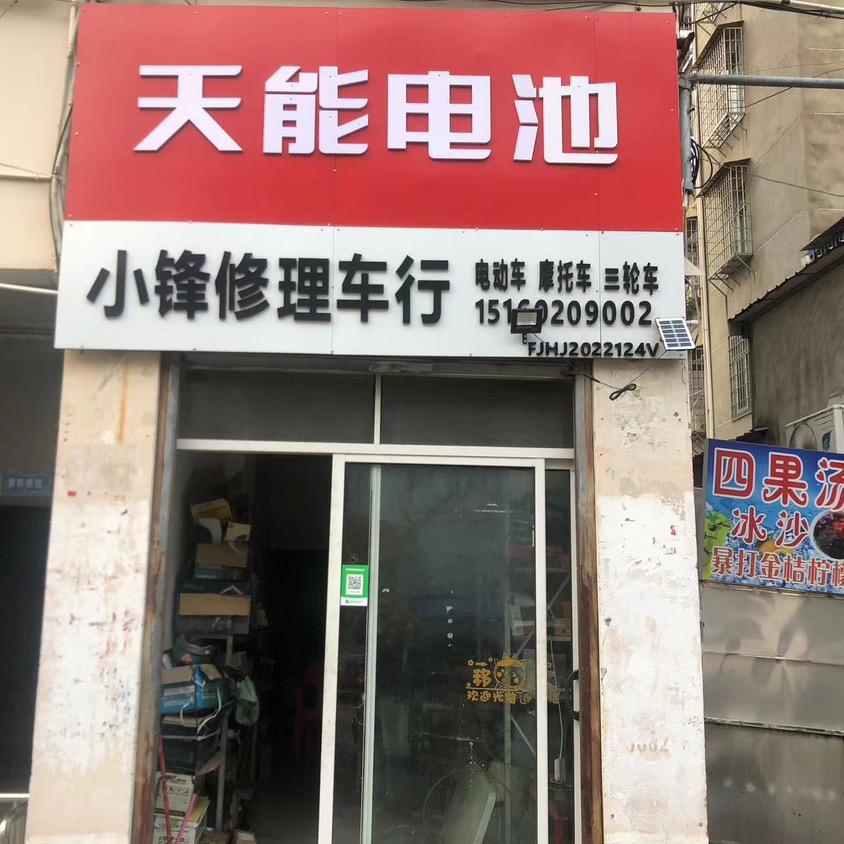 天能电池
小锋修理车行
电动车 摩托车 三轮车
15160209002
FJHJ2022124V
四果汤
冰沙
暴打金桔柠檬
移
欢迎光临